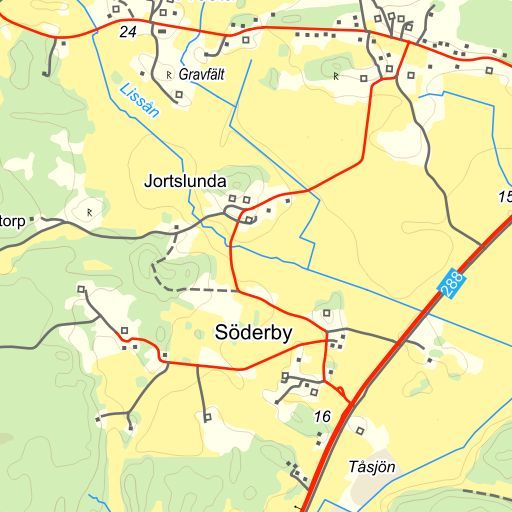 24
Gravfält
Lissån
Jortslunda
15
torp
288
Söderby
16
Tåsjön